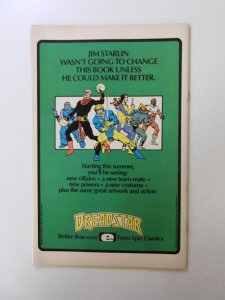 JIM STARLIN
WASN'T GOING TO CHANGE
THIS BOOK UNLESS
HE COULD MAKE IT BETTER.
Starting this summer,
you'll be seeing:
new villains • a new team-mate •
new powers • a new costume •
plus the same great artwork and action
DREADSTAR
Better than ever e From Epic Comics